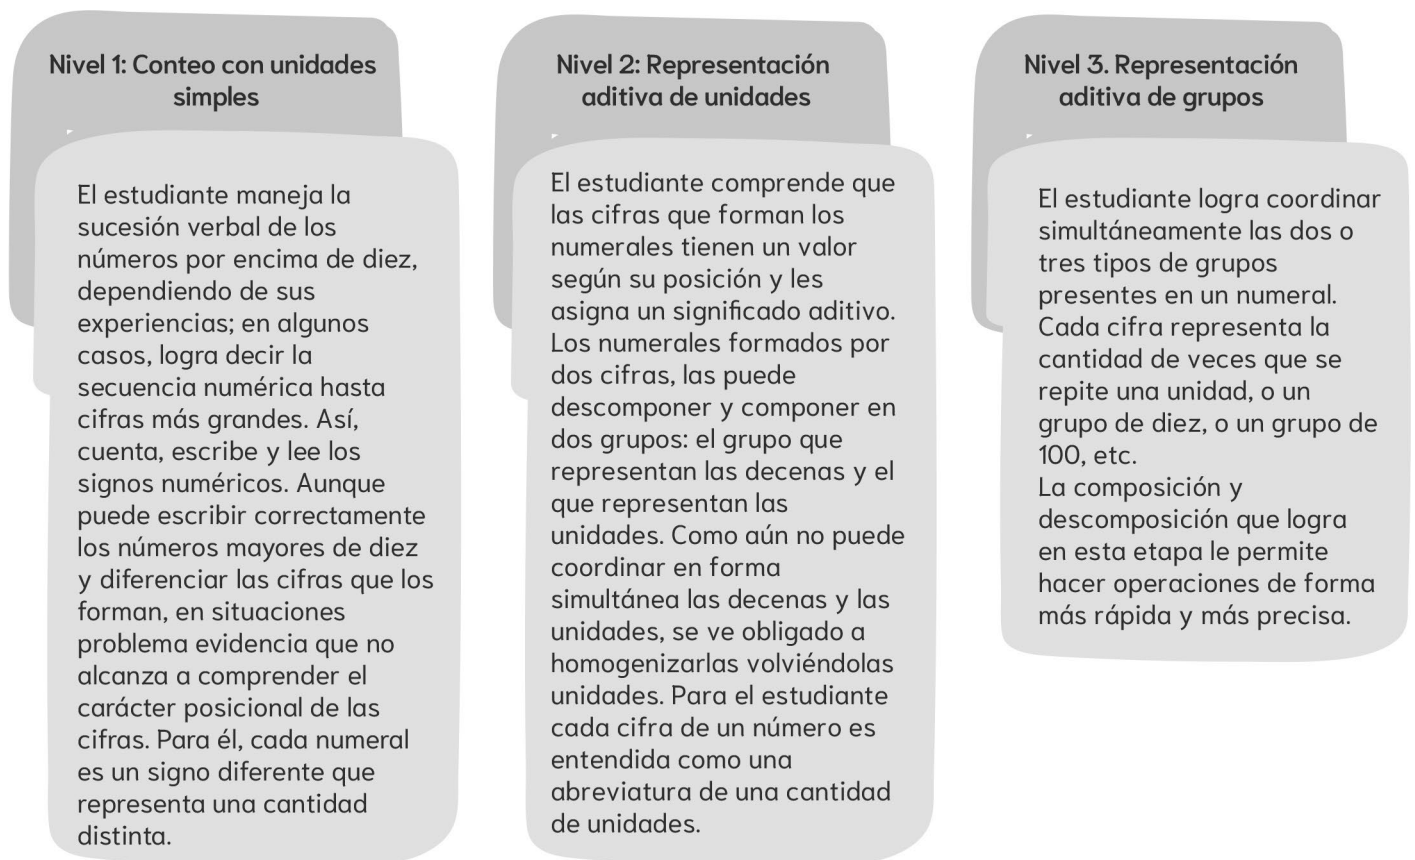 Nivel 1: Conteo con unidades
simples
El estudiante maneja la
sucesión verbal de los
números por encima de diez,
dependiendo de sus
experiencias; en algunos
casos, logra decir la
secuencia numérica hasta
cifras más grandes. Así,
cuenta, escribe y lee los
signos numéricos. Aunque
puede escribir correctamente
los números mayores de diez
y diferenciar las cifras que los
forman, en situaciones
problema evidencia que no
alcanza a comprender el
carácter posicional de las
cifras. Para él, cada numeral
es un signo diferente que
representa una cantidad
distinta.
Nivel 2: Representación
aditiva de unidades
El estudiante comprende que
las cifras que forman los
numerales tienen un valor
según su posición y les
asigna un significado aditivo.
Los numerales formados por
dos cifras, las puede
descomponer y componer en
dos grupos: el grupo que
representan las decenas y el
que representan las
unidades. Como aún no puede
coordinar en forma
simultánea las decenas y las
unidades, se ve obligado a
homogenizarlas volviéndolas
unidades. Para el estudiante
cada cifra de un número es
entendida como una
abreviatura de una cantidad
de unidades.
Nivel 3. Representación
aditiva de grupos
El estudiante logra coordinar
simultáneamente las dos o
tres tipos de grupos
presentes en un numeral.
Cada cifra representa la
cantidad de veces que se
repite una unidad, o un
grupo de diez, o un grupo de
100, etc.
La composición y
descomposición que logra
en esta etapa le permite
hacer operaciones de forma
más rápida y más precisa.